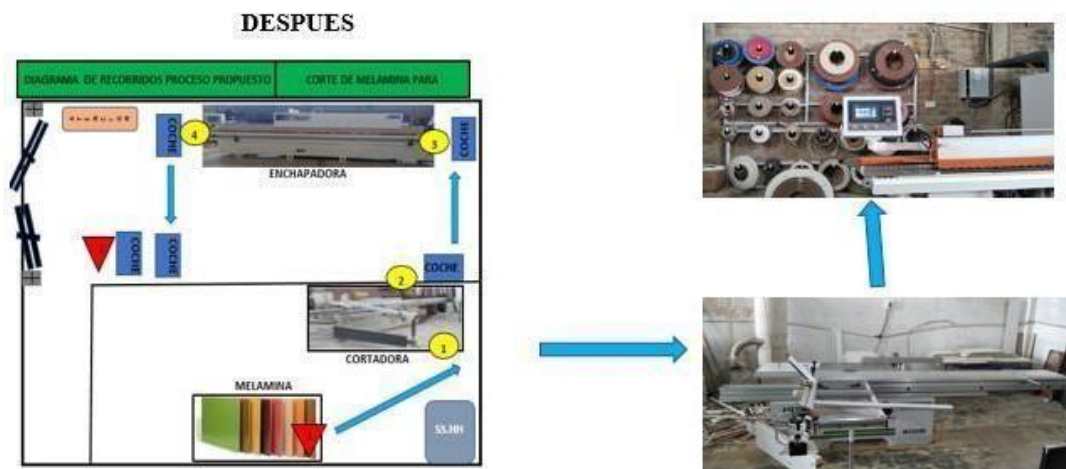 DESPUES
DIAGRAMA DE RECORRIDOS PROCESO PROPUESTO
CORTE DE MELAMINA PARA
COCHE
4
3
COCHE
ENCHAPADORA
COCHE
COCHE
COCHE
2
1
CORTADORA
MELAMINA
SS.HH